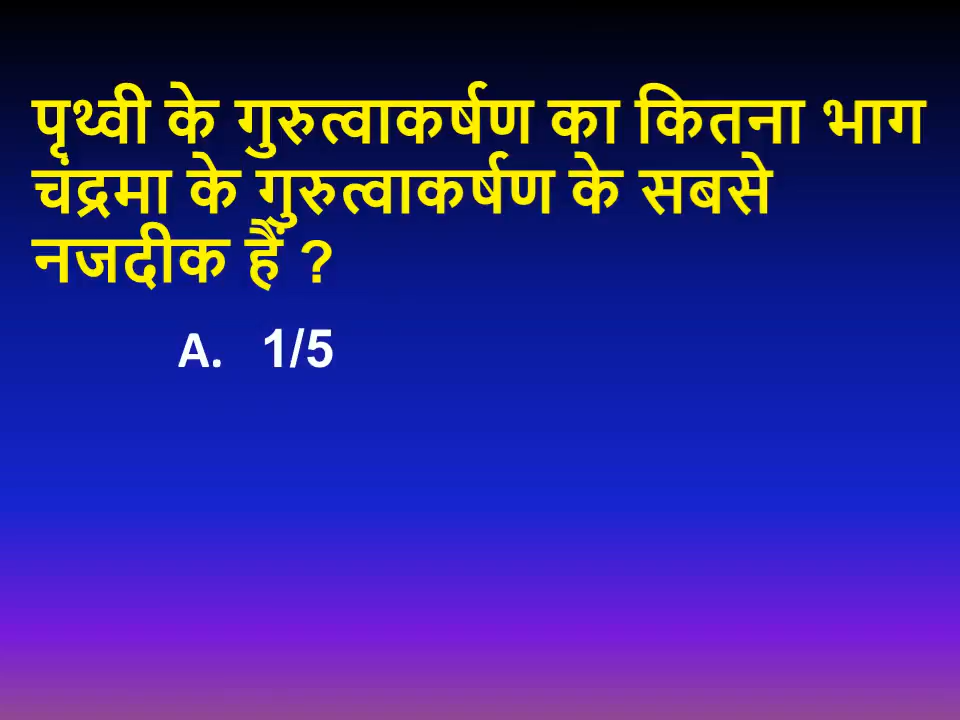 पृथ्वी के गुरुत्वाकर्षण का कितना भाग
चंद्रमा के गुरुत्वाकर्षण के सबसे
नजदीक हैं ?
A. 1/5